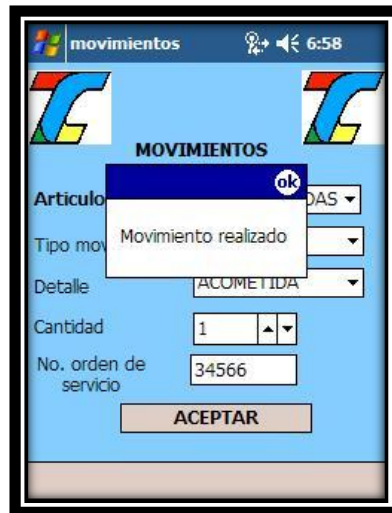 movimientos 6:58
MOVIMIENTOS
ok
Articulo DAS
Movimiento realizado
Tipo mov
Detalle ACOMETIDA
Cantidad 1
No. orden de 34566
servicio
ACEPTAR